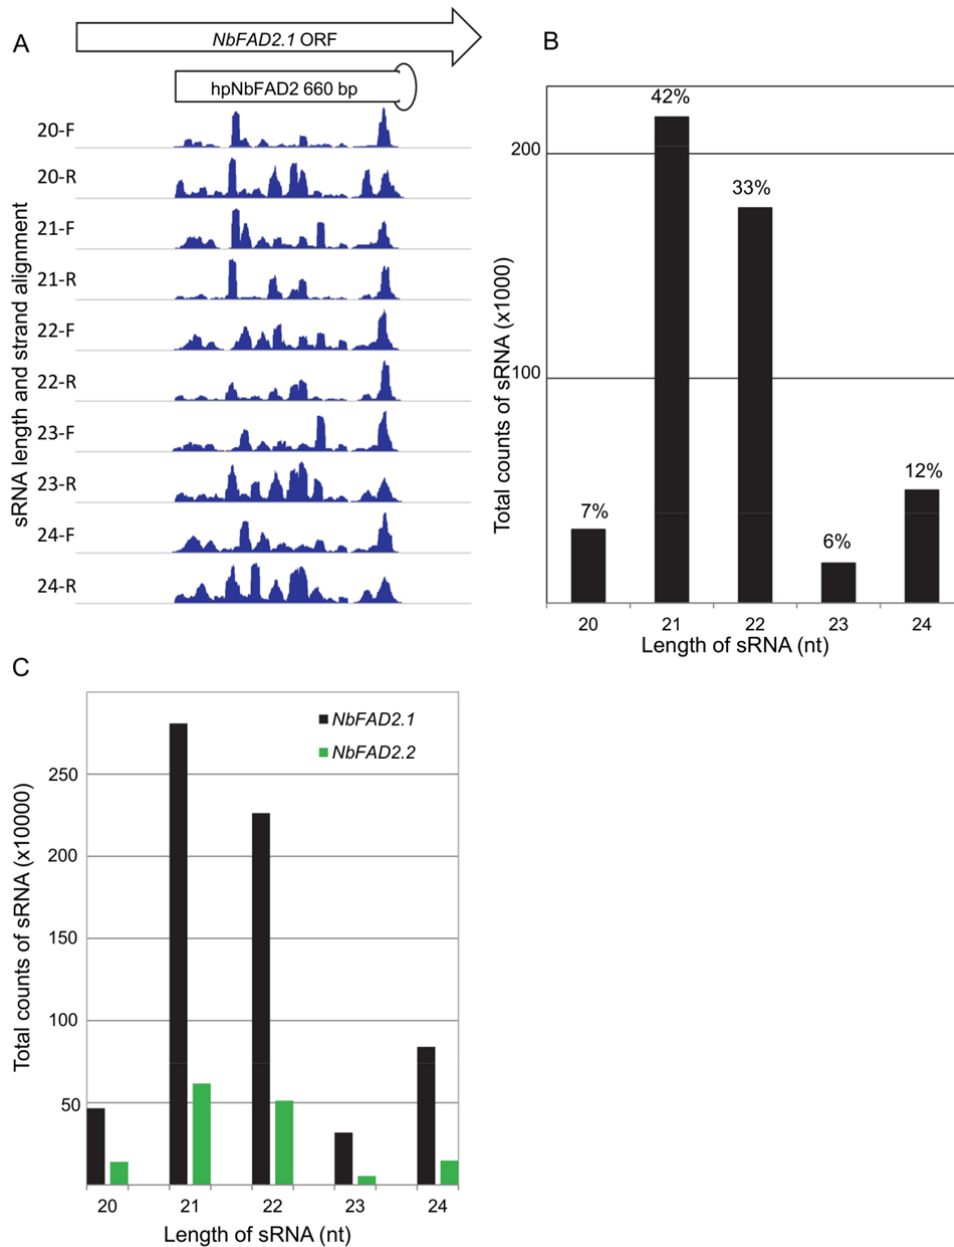 A
NbFAD2.1 ORF
hpNbFAD2 660 bp
sRNA length and strand alignment
20-F
20-R
21-F
21-R
22-F
22-R
23-F
23-R
24-F
24-R
B
Total counts of sRNA (x1000)
200
100
42%
33%
7%
6%
12%
20 21 22 23 24
Length of sRNA (nt)
C
NbFAD2.1
NbFAD2.2
Total counts of sRNA (x10000)
250
200
150
100
50
20 21 22 23 24
Length of sRNA (nt)